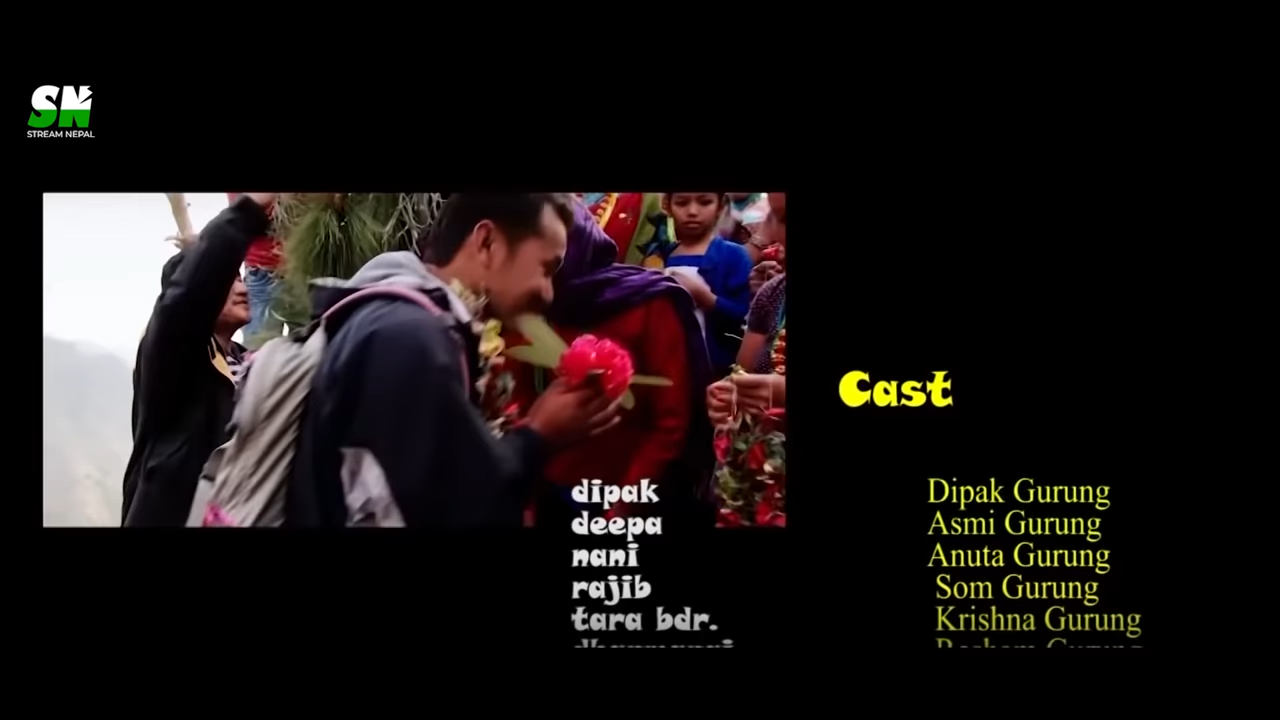 SN
STREAM NEPAL
Cast
dipak Dipak Gurung
deepa Asmi Gurung
nani Anuta Gurung
rajib Som Gurung
tara bdr. Krishna Gurung
Gurung